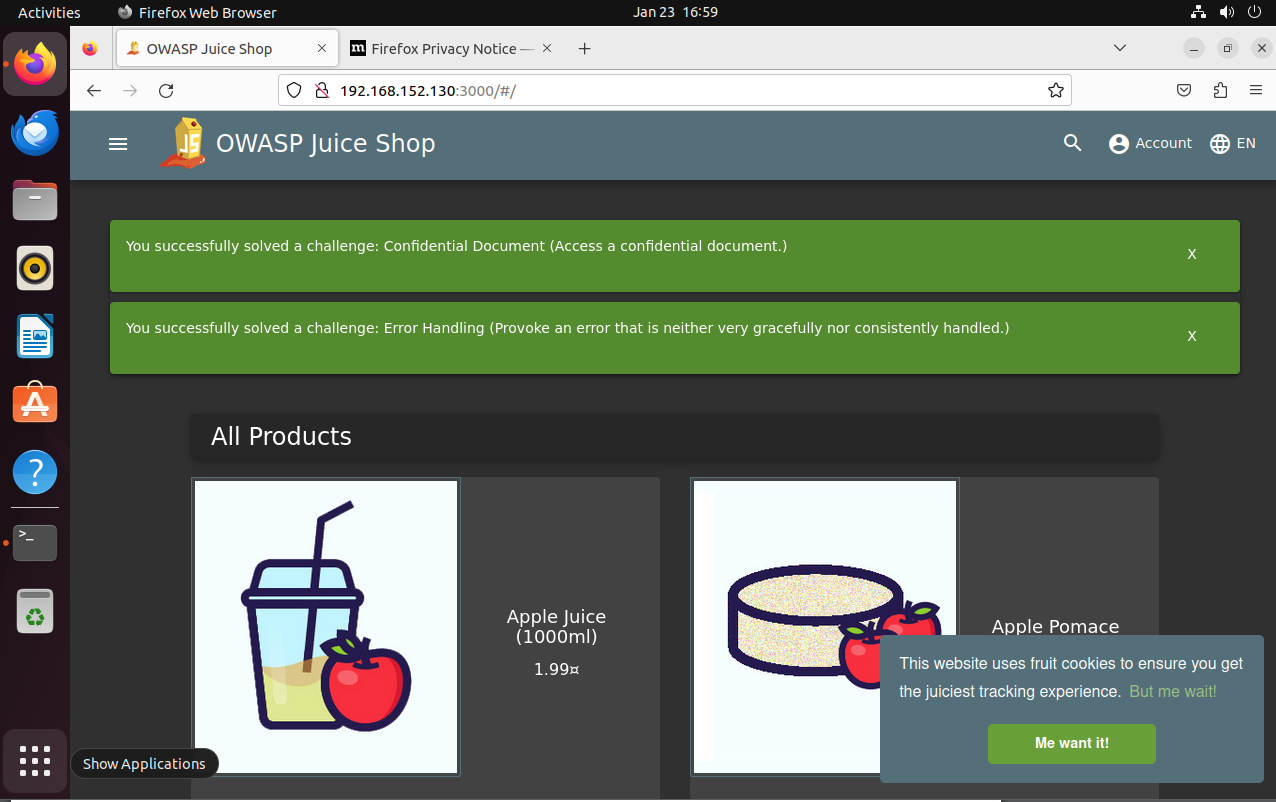 Activities
Firefox Web Browser
Jan 23 16:59
OWASP Juice Shop
Firefox Privacy Notice —
192.168.152.130:3000/#/
JS
OWASP Juice Shop
Account
EN
You successfully solved a challenge: Confidential Document (Access a confidential document.)
X
You successfully solved a challenge: Error Handling (Provoke an error that is neither very gracefully nor consistently handled.)
X
All Products
Apple Juice
(1000ml)
1.99¤
Apple Pomace
This website uses fruit cookies to ensure you get
the juiciest tracking experience. But me wait!
Me want it!
Show Applications